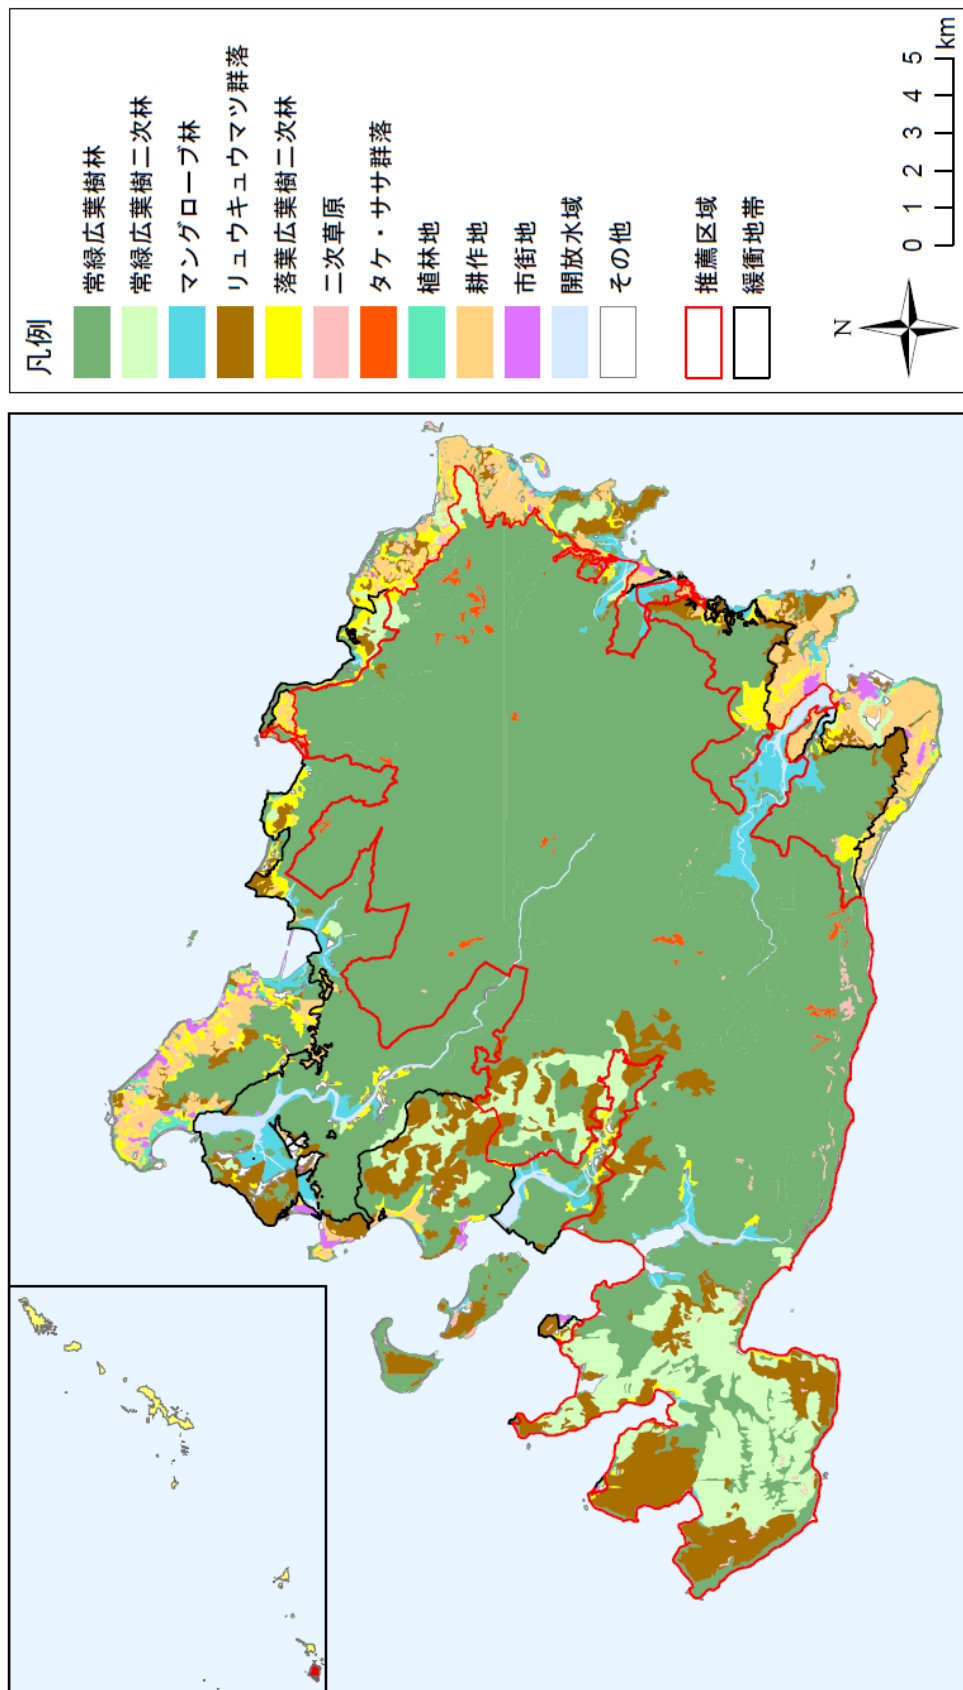 凡例
常緑広葉樹林
常緑広葉樹二次林
マングローブ林
リュウキュウマツ群落
落葉広葉樹二次林
二次草原
タケ・ササ群落
植林地
耕作地
市街地
開放水域
その他
推薦区域
緩衝地帯
N
0 1 2 3 4 5
km